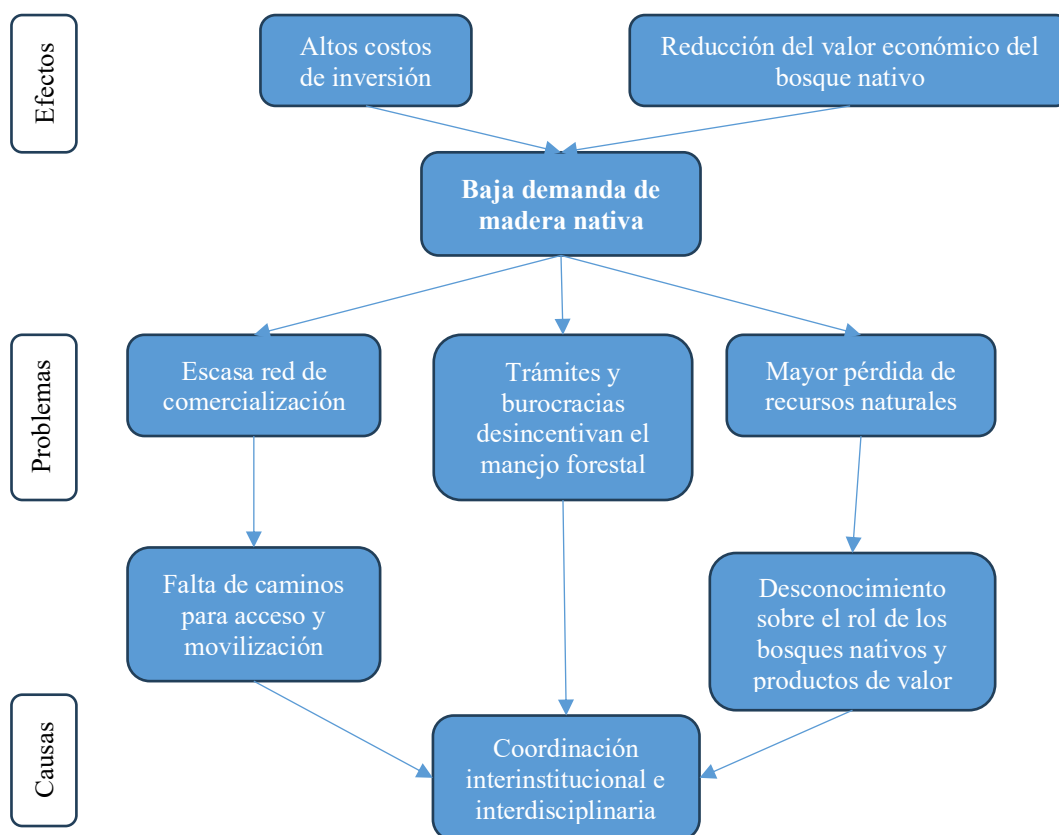 Efectos
Altos costos
de inversión
Reducción del valor económico del
bosque nativo
Baja demanda de
madera nativa
Problemas
Escasa red de
comercialización
Trámites y
burocracias
desincentivan el
manejo forestal
Mayor pérdida de
recursos naturales
Falta de caminos
para acceso y
movilización
Desconocimiento
sobre el rol de los
bosques nativos y
productos de valor
Causas
Coordinación
interinstitucional e
interdisciplinaria